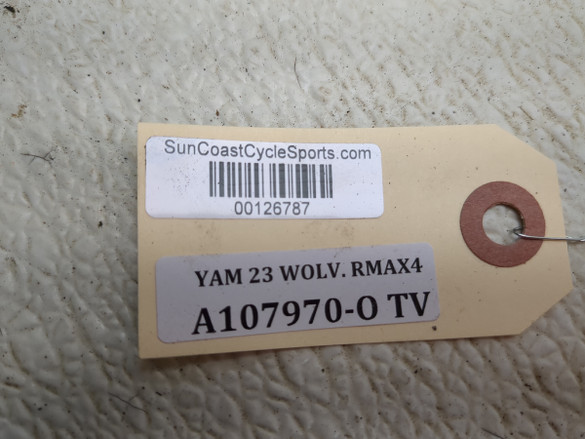 SunCoastCycleSports.com
00126787
YAM 23 WOLV. RMAX4
A107970-O TV